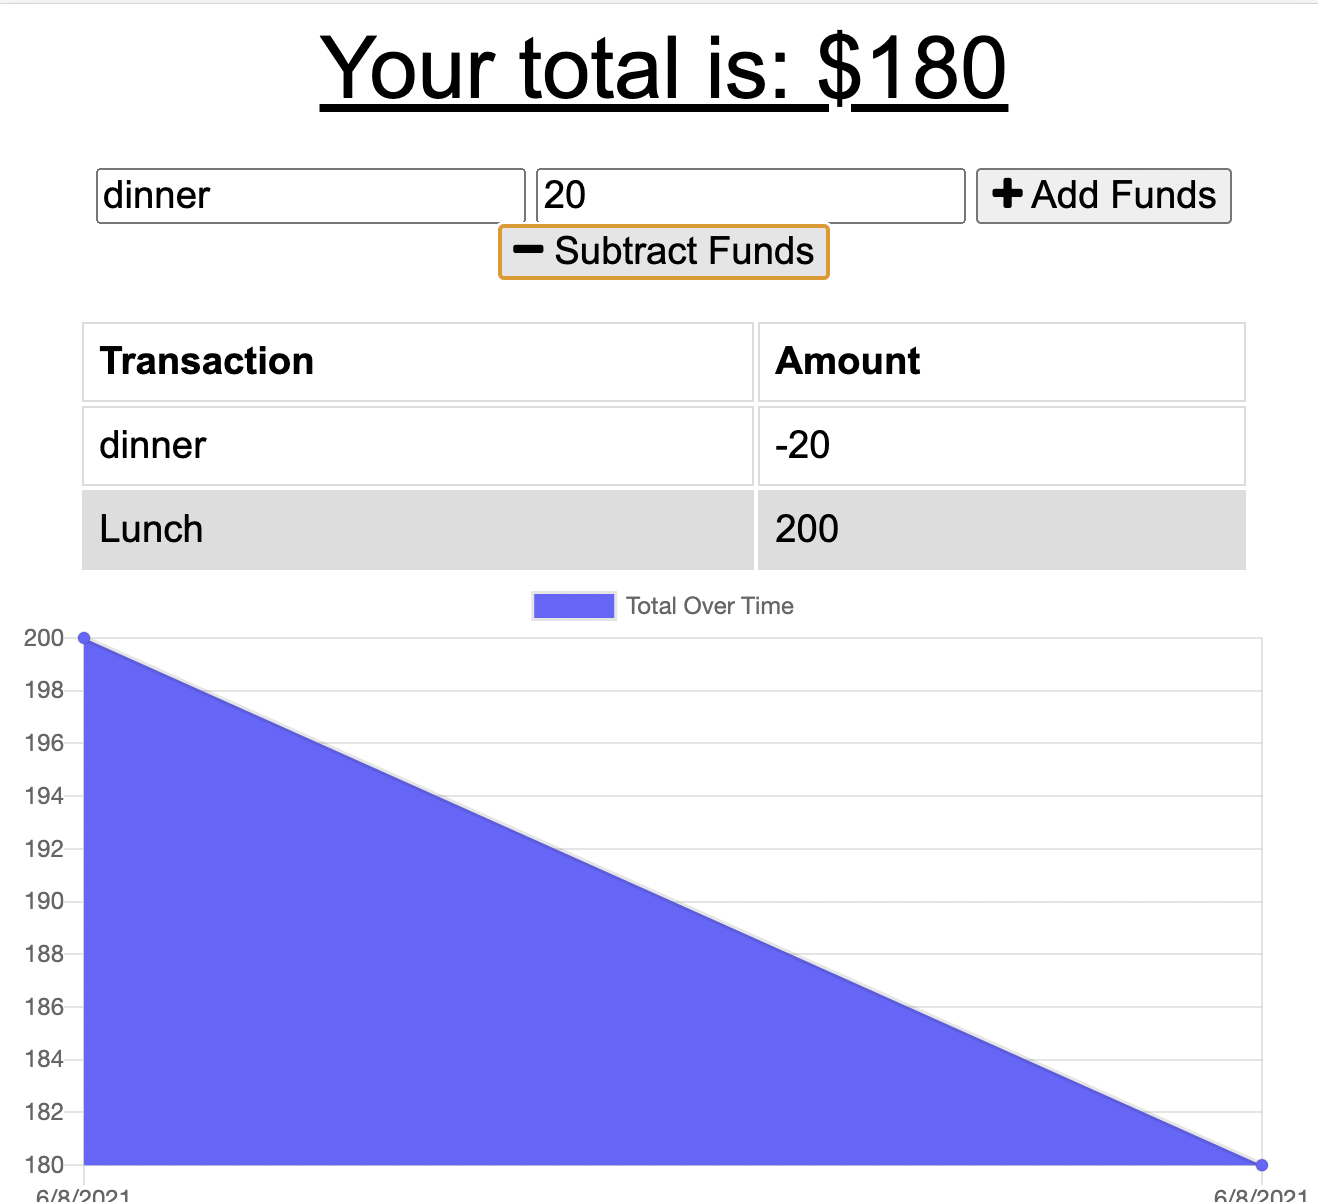 Your total is: $180
dinner 20 Add Funds
Subtract Funds
Transaction Amount
dinner -20
Lunch 200
Total Over Time
200
198
196
194
192
190
188
186
184
182
180
6/8/2021 6/8/2021